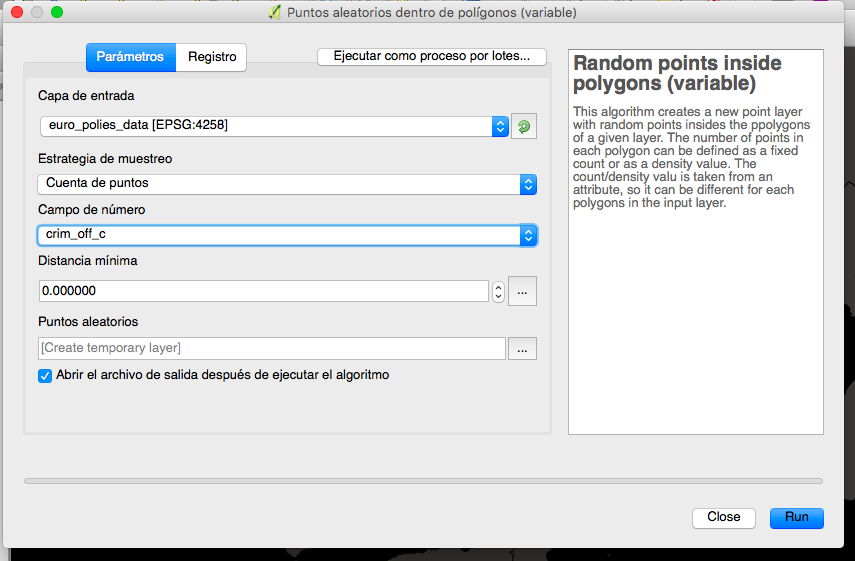 Puntos aleatorios dentro de polígonos (variable)
Parámetros
Registro
Ejecutar como proceso por lotes...
Capa de entrada
euro_polies_data [EPSG:4258]
Estrategia de muestreo
Cuenta de puntos
Campo de número
crim_off_c
Distancia mínima
0.000000
...
Puntos aleatorios
[Create temporary layer]
...
Abrir el archivo de salida después de ejecutar el algoritmo
Random points inside
polygons (variable)
This algorithm creates a new point layer
with random points insides the ppolygons
of a given layer. The number of points in
each polygon can be defined as a fixed
count or as a density value. The
count/density valu is taken from an
attribute, so it can be different for each
polygons in the input layer.
Close
Run